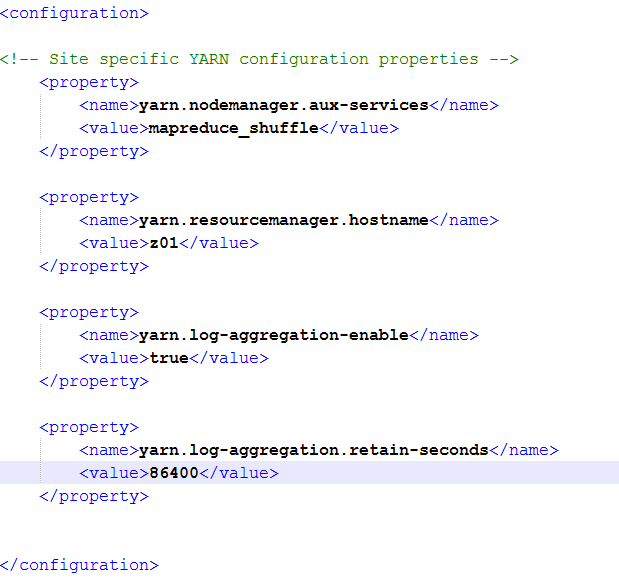 <configuration>
<!-- Site specific YARN configuration properties -->
<property>
<name>yarn.nodemanager.aux-services</name>
<value>mapreduce_shuffle</value>
</property>
<property>
<name>yarn.resourcemanager.hostname</name>
<value>z01</value>
</property>
<property>
<name>yarn.log-aggregation-enable</name>
<value>true</value>
</property>
<property>
<name>yarn.log-aggregation.retain-seconds</name>
<value>86400</value>
</property>
</configuration>